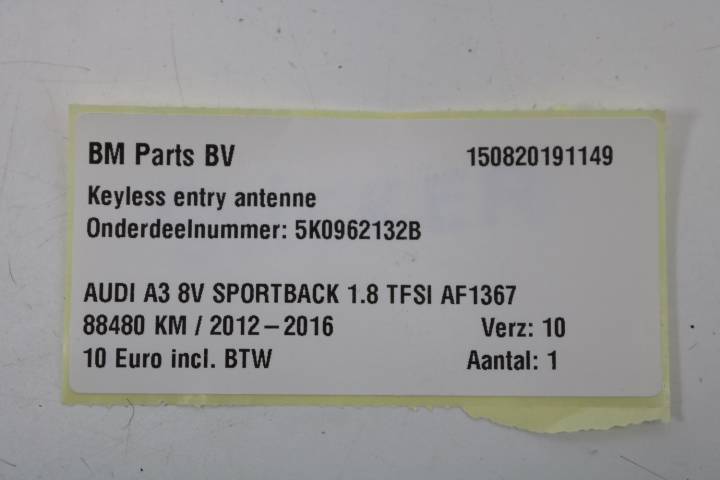 BM Parts BV 150820191149
Keyless entry antenne
Onderdeelnummer: 5K0962132B
AUDI A3 8V SPORTBACK 1.8 TFSI AF1367
88480 KM / 2012-2016 Verz: 10
10 Euro incl. BTW Aantal: 1